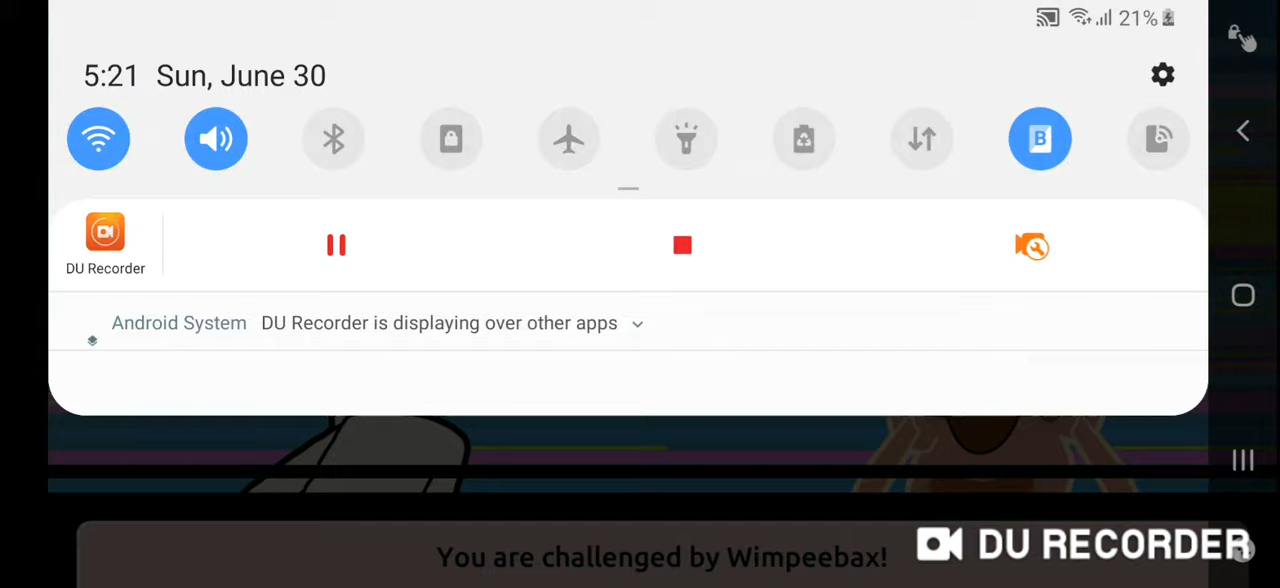 21%
5:21 Sun, June 30
B
DU Recorder
Android System DU Recorder is displaying over other apps
You are challenged by Wimpeebax!
DU RECORDER